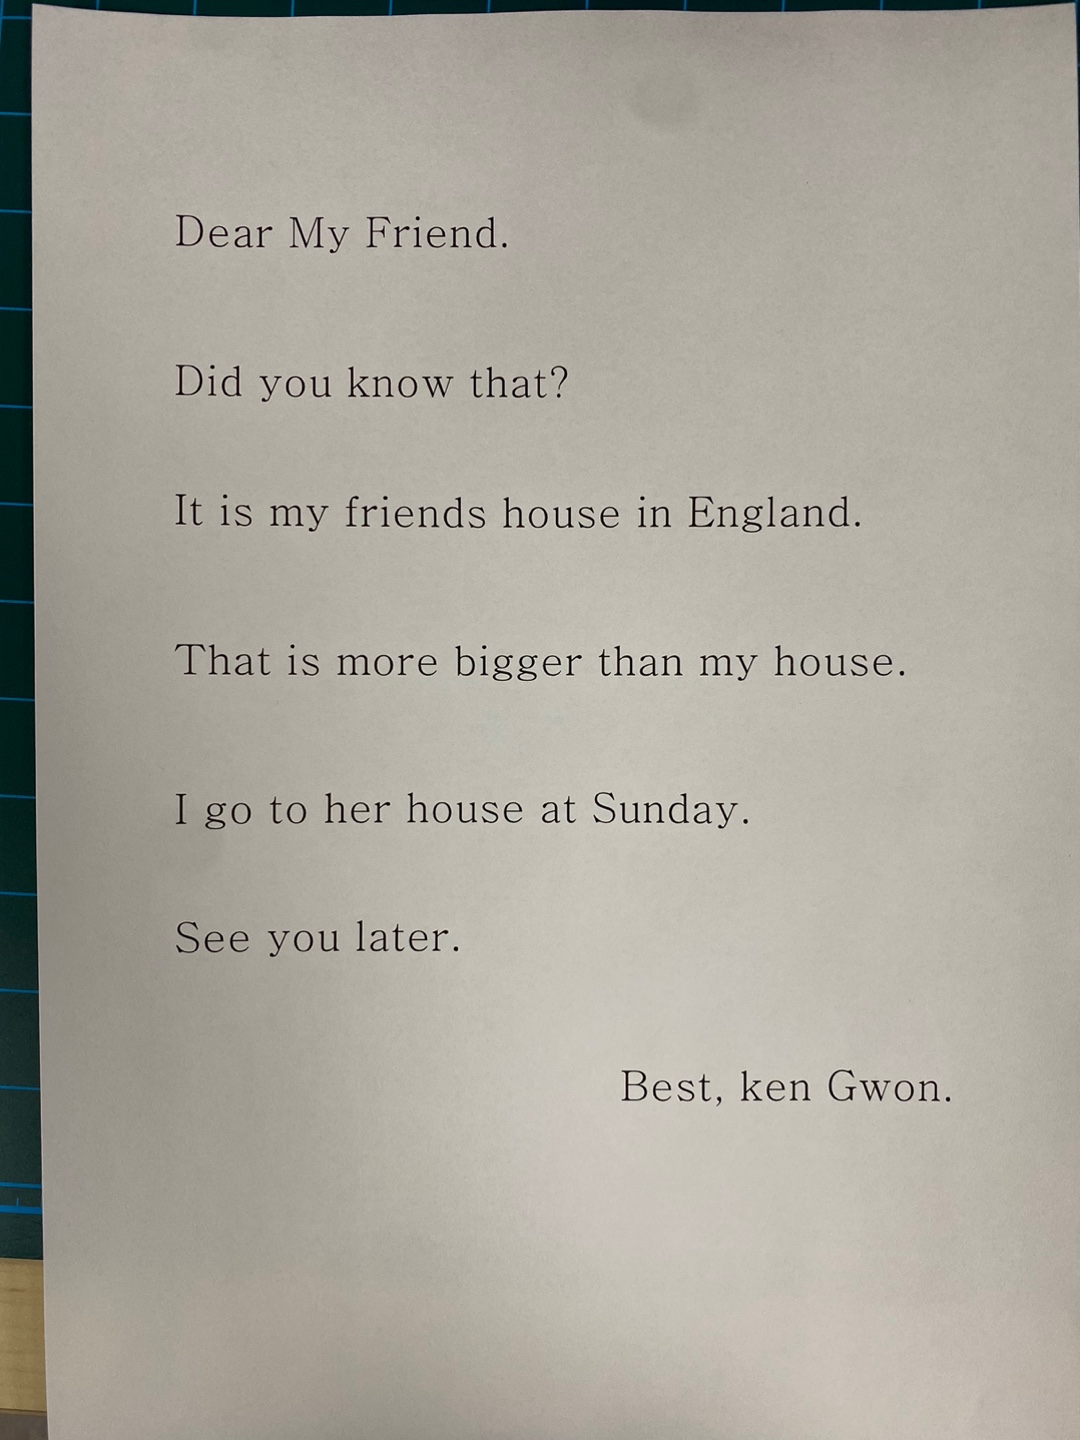 Dear My Friend.
Did you know that?
It is my friends house in England.
That is more bigger than my house.
I go to her house at Sunday.
See you later.
Best, ken Gwon.